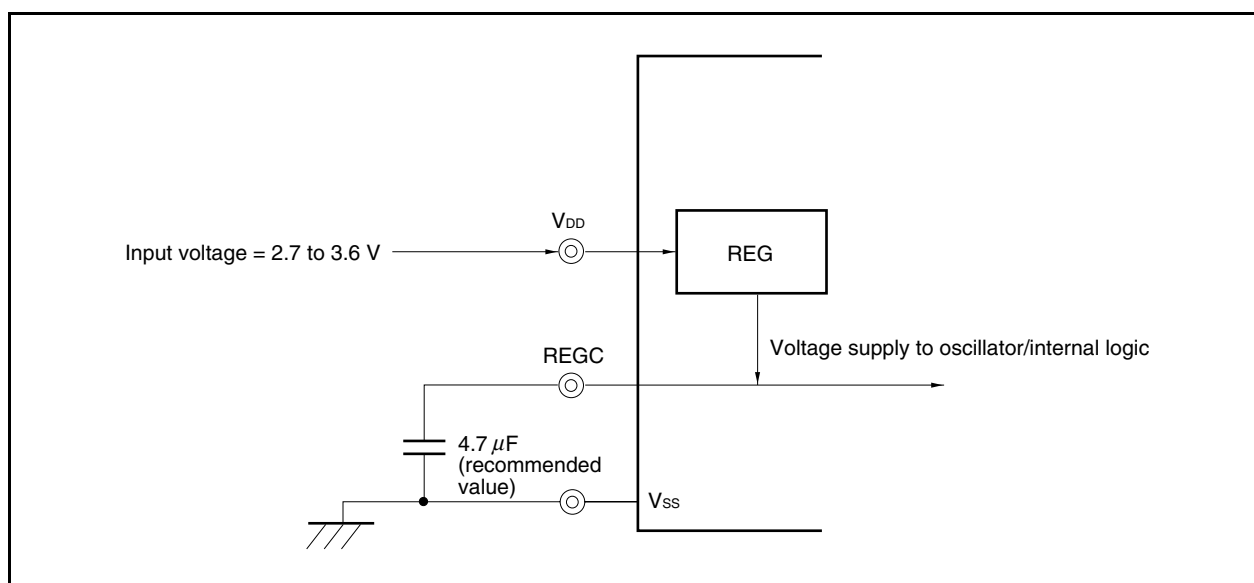 VDD
Input voltage = 2.7 to 3.6 V
REG
Voltage supply to oscillator/internal logic
REGC
4.7 μF
(recommended
value)
VSS